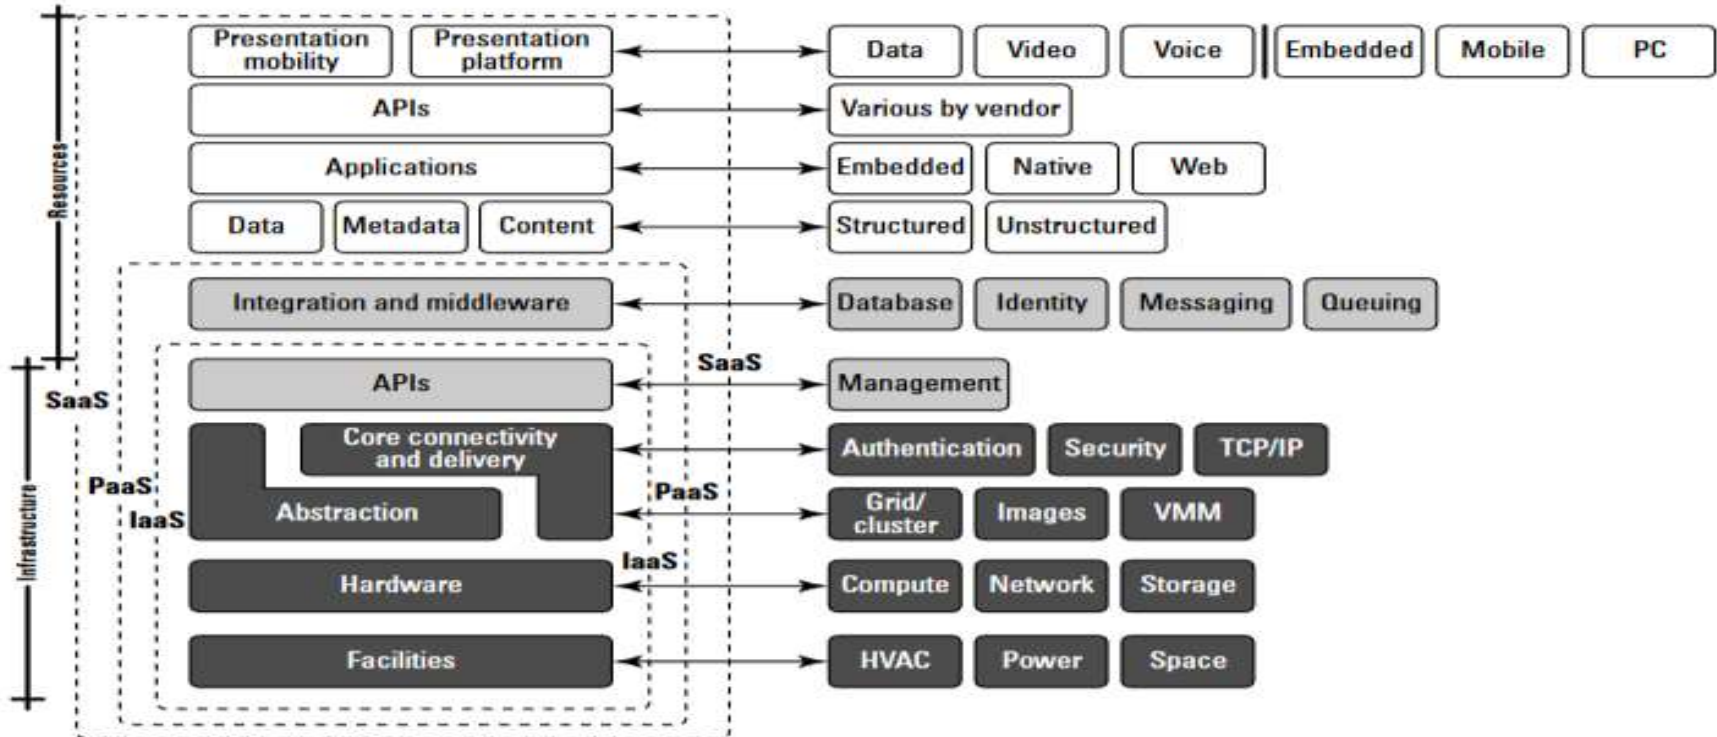 Resources
Infrastructure
Presentation
mobility
Presentation
platform
Data
Video
Voice
Embedded
Mobile
PC
APIs
Various by vendor
Applications
Embedded
Native
Web
Data
Metadata
Content
Structured
Unstructured
Integration and middleware
Database
Identity
Messaging
Queuing
SaaS
APIs
SaaS
Management
Core connectivity
and delivery
Authentication
Security
TCP/IP
PaaS
IaaS
Abstraction
PaaS
Grid/
cluster
Images
VMM
IaaS
Hardware
Compute
Network
Storage
Facilities
HVAC
Power
Space